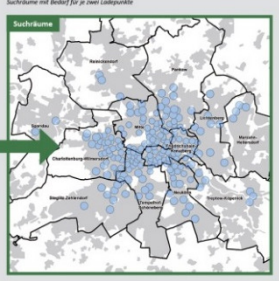 Suchräume mit Bedarf für je zwei Ladepunkte
Suchräume
Reinickendorf
Pankow
Spandau
Mitte
Lichtenberg
Marzahn-
Hellersdorf
Friedrichshain-
Kreuzberg
Charlottenburg-Wilmersdorf
Steglitz-Zehlendorf
Tempelhof-
Schöneberg
Neukölln
Treptow-Köpenick